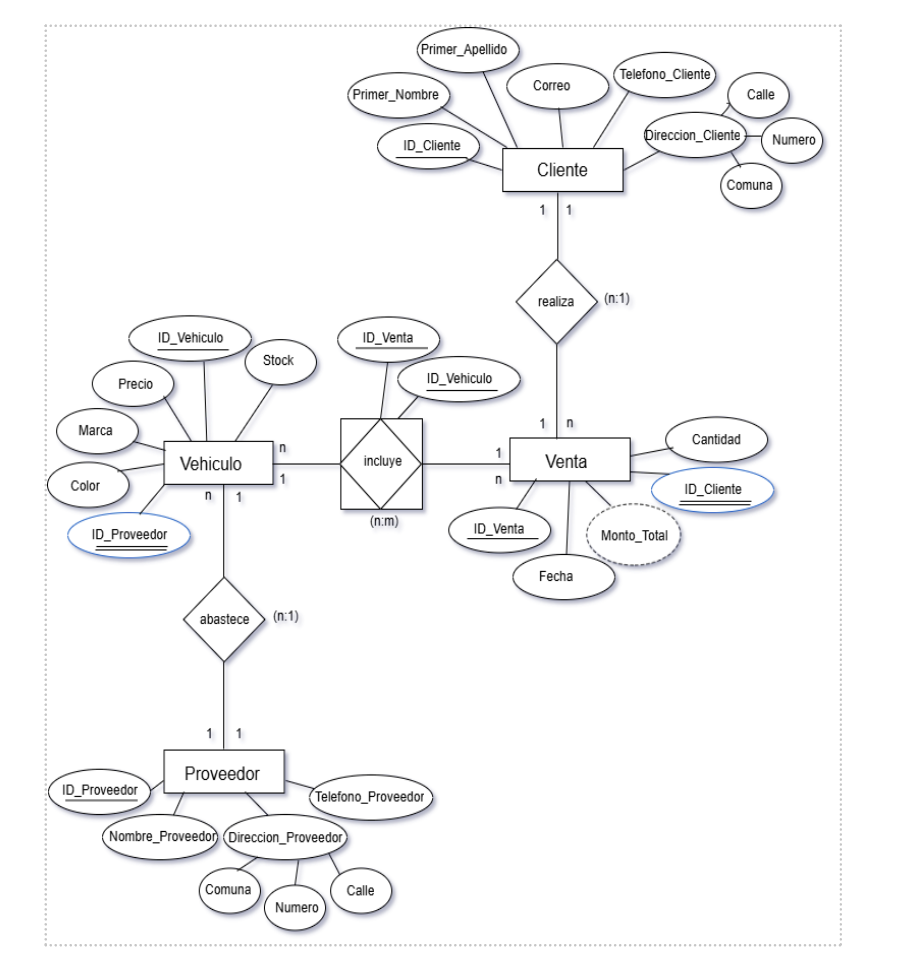 Primer_Apellido
Primer_Nombre
Correo
Telefono_Cliente
ID_Cliente
Direccion_Cliente
Calle
Numero
Comuna
Cliente
1 1
realiza
(n:1)
1 n
ID_Vehiculo
Stock
Precio
Marca
Color
ID_Proveedor
Vehiculo
n
1
n 1
ID_Venta
ID_Vehiculo
incluye
(n:m)
1
n
Venta
Cantidad
ID_Cliente
ID_Venta
Monto_Total
Fecha
abastece
(n:1)
1 1
Proveedor
ID_Proveedor
Nombre_Proveedor
Direccion_Proveedor
Telefono_Proveedor
Comuna
Numero
Calle